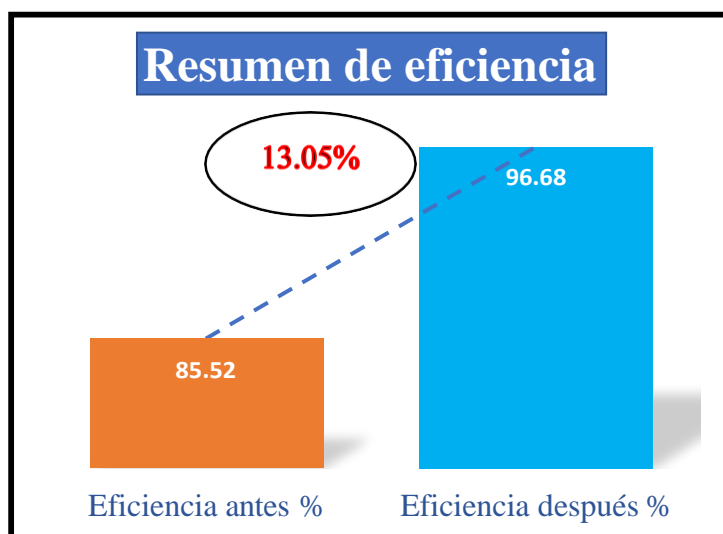 Resumen de eficiencia
13.05%
96.68
85.52
Eficiencia antes %
Eficiencia después %